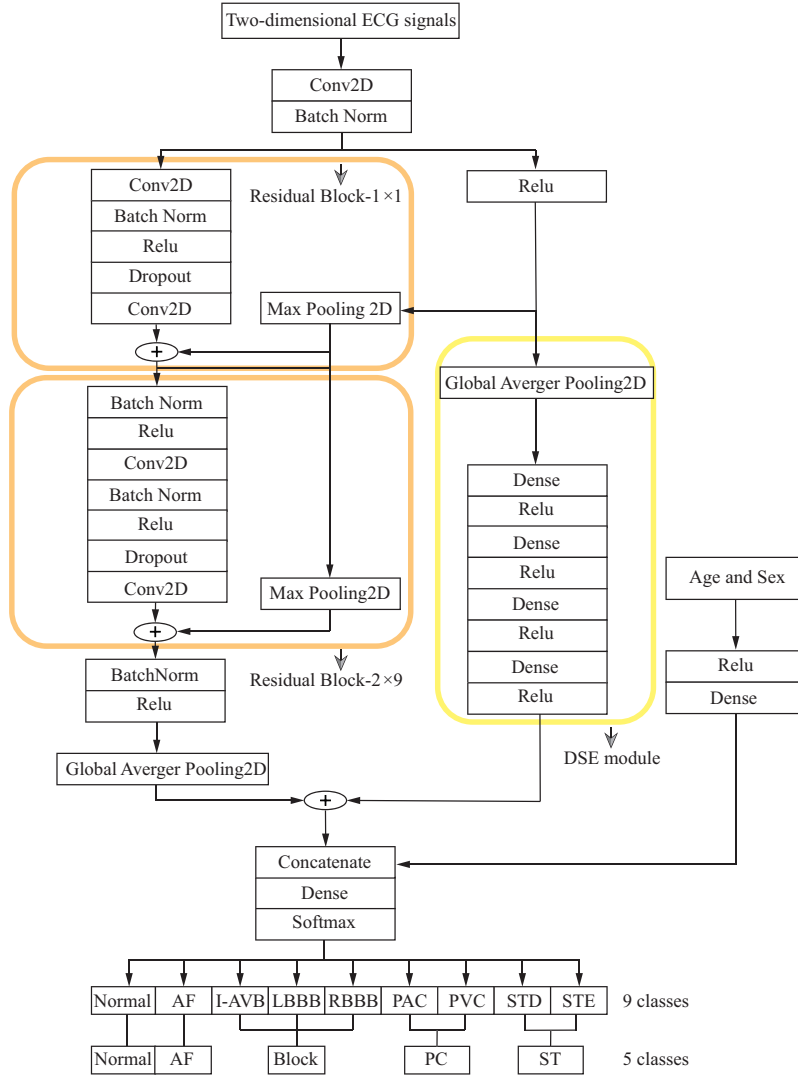 Two-dimensional ECG signals
Conv2D
Batch Norm
Conv2D
Batch Norm
Relu
Dropout
Conv2D
+
Residual Block-1×1
Max Pooling 2D
Relu
Batch Norm
Relu
Conv2D
Batch Norm
Relu
Dropout
Conv2D
+
Max Pooling2D
Residual Block-2×9
BatchNorm
Relu
Global Averger Pooling2D
Global Averger Pooling2D
Dense
Relu
Dense
Relu
Dense
Relu
Dense
Relu
DSE module
Age and Sex
Relu
Dense
+
Concatenate
Dense
Softmax
Normal AF I-AVB LBBB RBBB PAC PVC STD STE 9 classes
Normal AF Block PC ST 5 classes